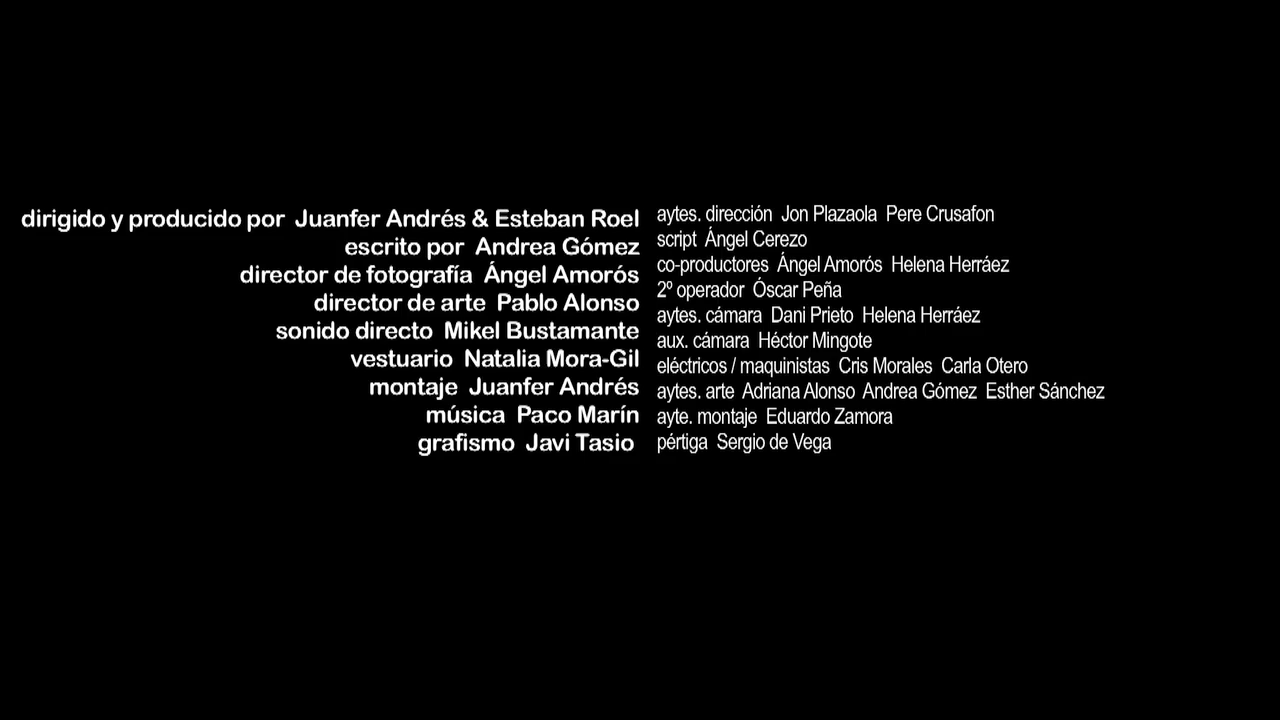 dirigido y producido por Juanfer Andrés & Esteban Roel
escrito por Andrea Gómez
director de fotografía Ángel Amorós
director de arte Pablo Alonso
sonido directo Mikel Bustamante
vestuario Natalia Mora-Gil
montaje Juanfer Andrés
música Paco Marín
grafismo Javi Tasio
aytes. dirección Jon Plazaola Pere Crusafon
script Ángel Cerezo
co-productores Ángel Amorós Helena Herráez
2º operador Óscar Peña
aytes. cámara Dani Prieto Helena Herráez
aux. cámara Héctor Mingote
eléctricos / maquinistas Cris Morales Carla Otero
aytes. arte Adriana Alonso Andrea Gómez Esther Sánchez
ayte. montaje Eduardo Zamora
pértiga Sergio de Vega